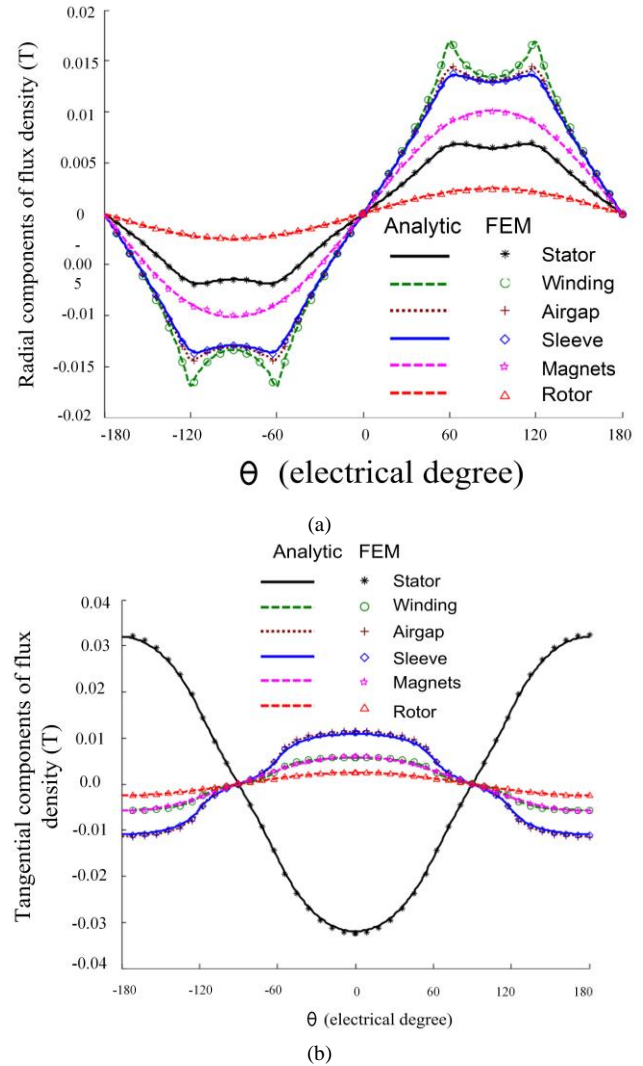 Radial components of flux density (T)
0.02
0.015
0.01
0.005
0
-
0.00
5
-0.01
-0.015
0.02
-180
-120
-60
0
60
120
180
θ (electrical degree)
Analytic FEM
Stator
Winding
Airgap
Sleeve
Magnets
Rotor
(a)
Analytic FEM
Stator
Winding
Airgap
Sleeve
Magnets
Rotor
Tangential components of flux
density (T)
0.04
0.03
0.02
0.01
0.0
-0.01
-0.02
-0.03
-0.04
-180
-120
-60
0
60
120
180
θ (electrical degree)
(b)